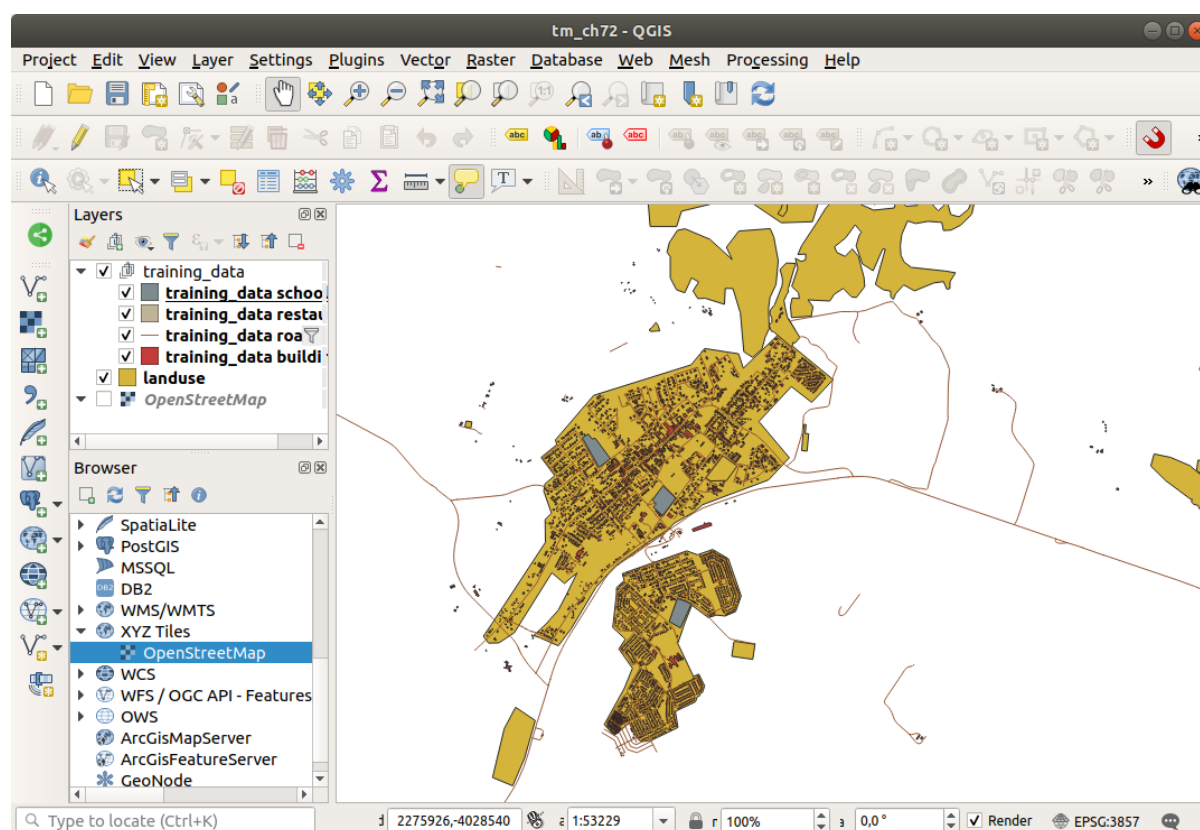 tm_ch72 - QGIS
Project Edit View Layer Settings Plugins Vector Raster Database Web Mesh Processing Help
Layers
training_data
training_data schoo
training_data restau
training_data roa
training_data buildi
landuse
OpenStreetMap
Browser
SpatiaLite
PostGIS
MSSQL
DB2
WMS/WMTS
XYZ Tiles
OpenStreetMap
WCS
WFS / OGC API - Features
OWS
ArcGisMapServer
ArcGisFeatureServer
GeoNode
Type to locate (Ctrl+K) 2275926,-4028540 1:53229 100% 0,0 ° Render EPSG:3857